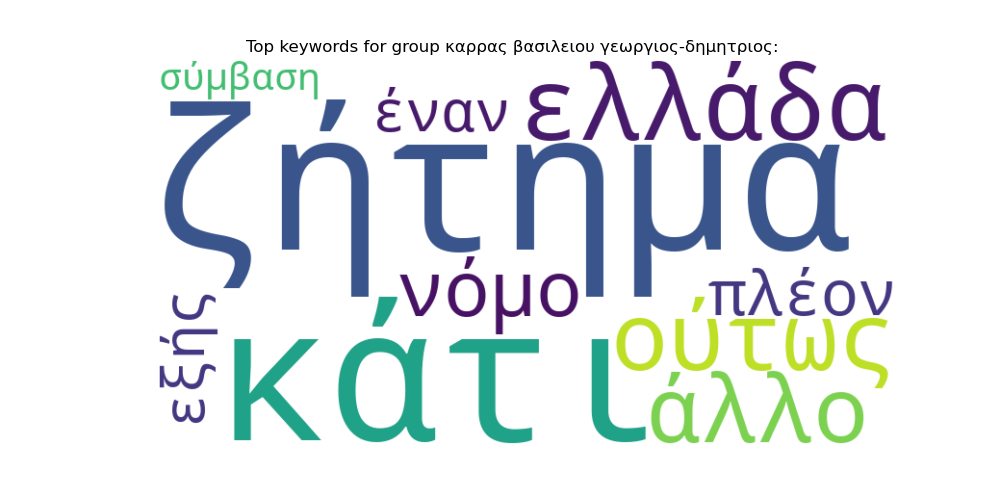 Top keywords for group καρρας βασιλειου γεωργιος-δημητριος:
σύμβαση
έναν
ελλάδα
ζήτημα
νόμο
πλέον
εξής
κάτι
ούτως
άλλο